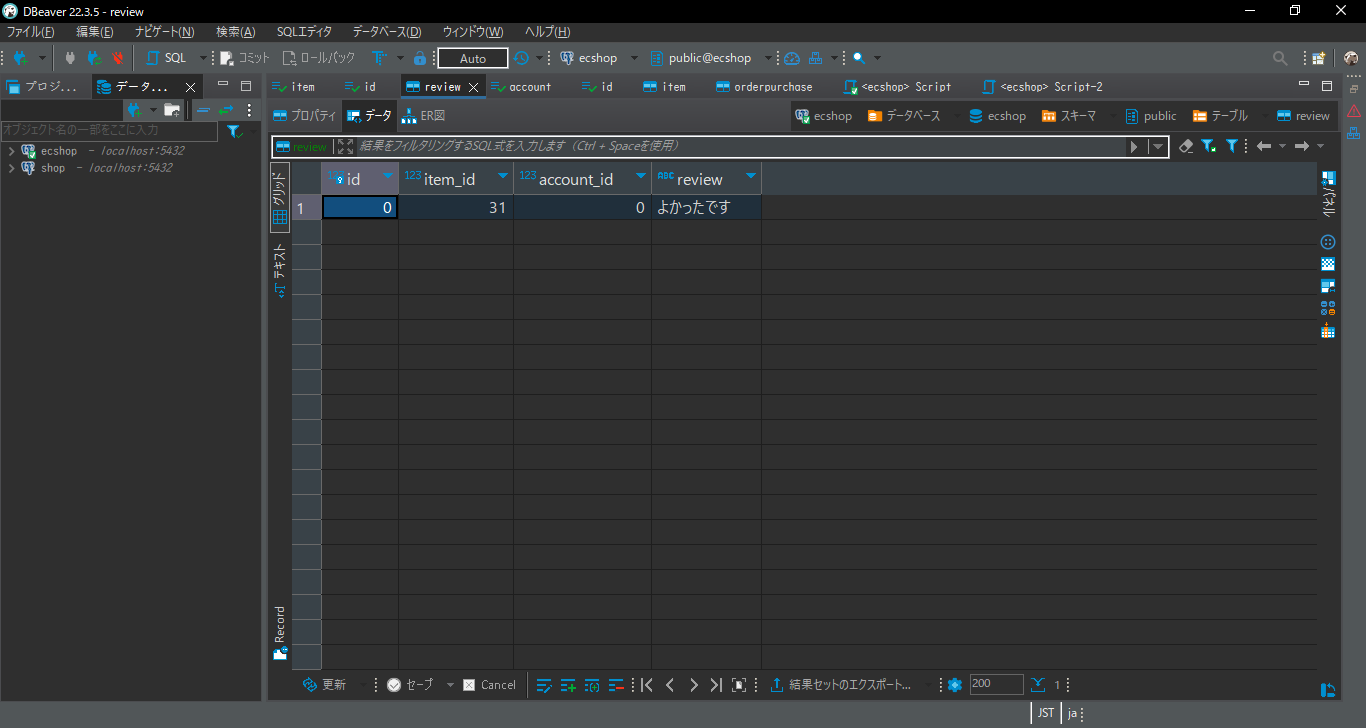 DBeaver 22.3.5 - review
ファイル(F) 編集(E) ナビゲート(N) 検索(A) SQLエディタ データベース(D) ウィンドウ(W) ヘルプ(H)
SQL コミット ロールバック Auto ecshop public@ecshop
プロジ... データ... item id review account id item orderpurchase <ecshop> Script <ecshop> Script-2
プロパティ データ ER図 ecshop データベース ecshop スキーマ public テーブル review
オブジェクト名の一部をここに入力
review 結果をフィルタリングするSQL式を入力します (Ctrl + Spaceを使用)
ecshop - localhost:5432
shop - localhost:5432
グリッド
テキスト
Record
パネル
123 id 123 item_id 123 account_id ABC review
1 0 31 0 よかったです
更新 セーブ Cancel 結果セットのエクスポート... 200 1
JST ja